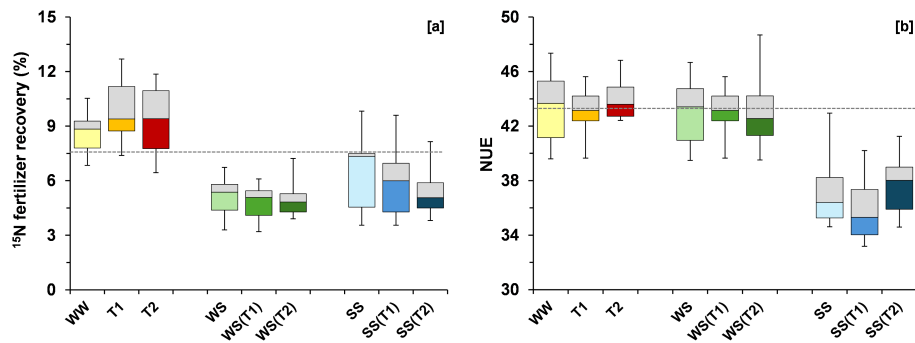 [a]
¹⁵N fertilizer recovery (%)
15
12
9
6
3
0
WW
T1
T2
WS
WS(T1)
WS(T2)
SS
SS(T1)
SS(T2)
[b]
NUE
50
46
42
38
34
30
WW
T1
T2
WS
WS(T1)
WS(T2)
SS
SS(T1)
SS(T2)